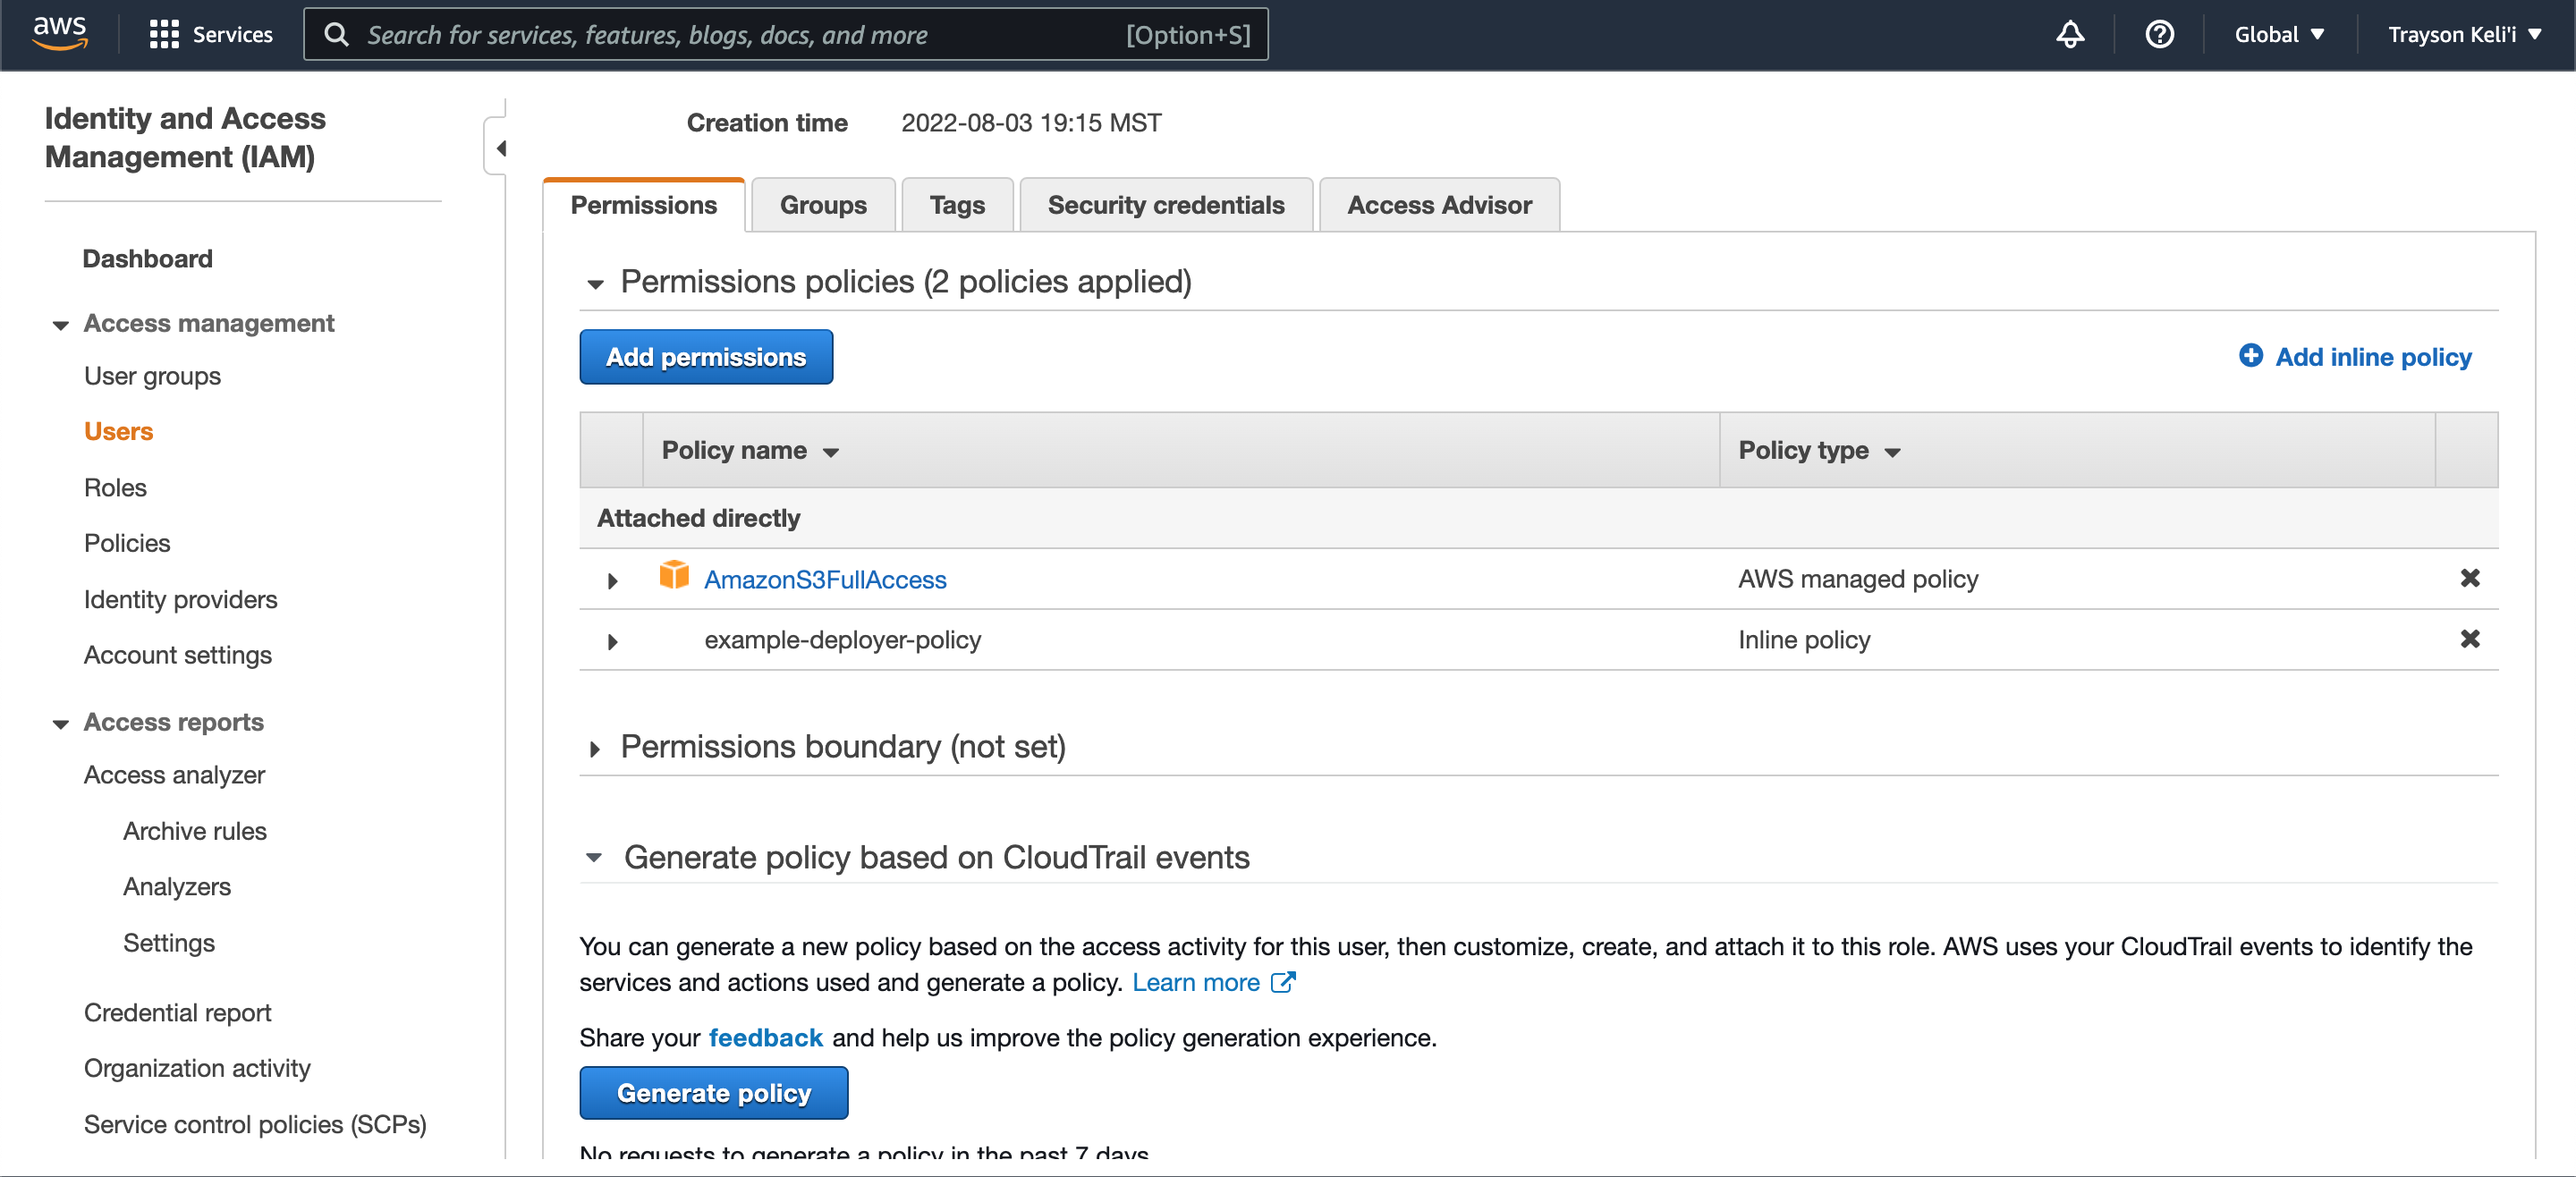 aws
Services
Search for services, features, blogs, docs, and more
[Option+S]
Global
Trayson Keli'i
Identity and Access
Management (IAM)
Dashboard
Access management
User groups
Users
Roles
Policies
Identity providers
Account settings
Access reports
Access analyzer
Archive rules
Analyzers
Settings
Credential report
Organization activity
Service control policies (SCPs)
Creation time 2022-08-03 19:15 MST
Permissions Groups Tags Security credentials Access Advisor
Permissions policies (2 policies applied)
Add permissions Add inline policy
Policy name Policy type
Attached directly
AmazonS3FullAccess AWS managed policy
example-deployer-policy Inline policy
Permissions boundary (not set)
Generate policy based on CloudTrail events
You can generate a new policy based on the access activity for this user, then customize, create, and attach it to this role. AWS uses your CloudTrail events to identify the
services and actions used and generate a policy. Learn more
Share your feedback and help us improve the policy generation experience.
Generate policy
No requests to generate a policy in the past 7 days